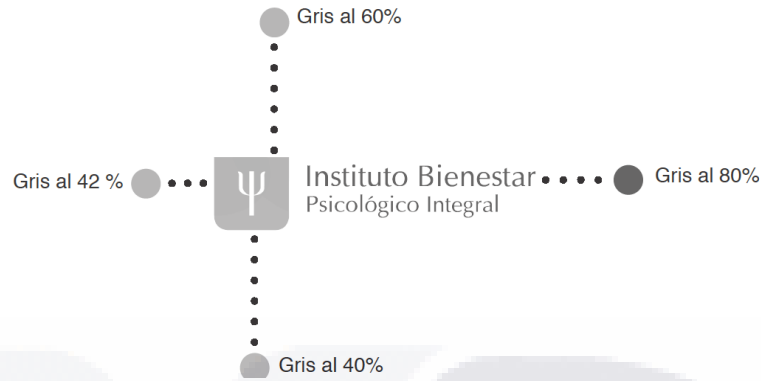 Gris al 60%
Gris al 42 %
ψ Instituto Bienestar
Psicológico Integral
Gris al 80%
Gris al 40%